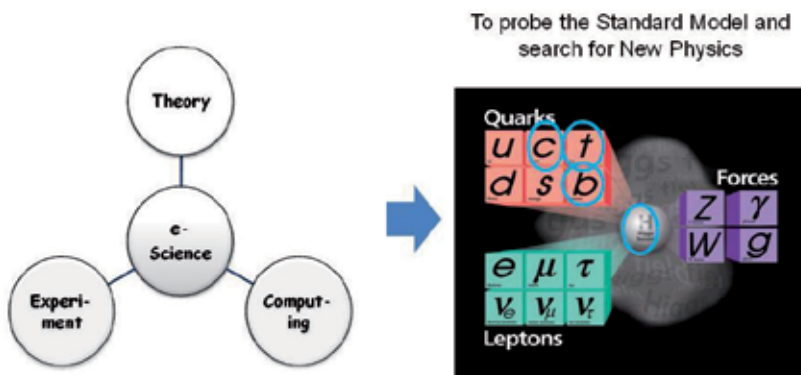 To probe the Standard Model and
search for New Physics
Theory
e-
Science
Experi-
ment
Comput-
ing
Quarks
u c t
d s b
Forces
Z γ
W g
H
e μ τ
νe νμ ντ
Leptons